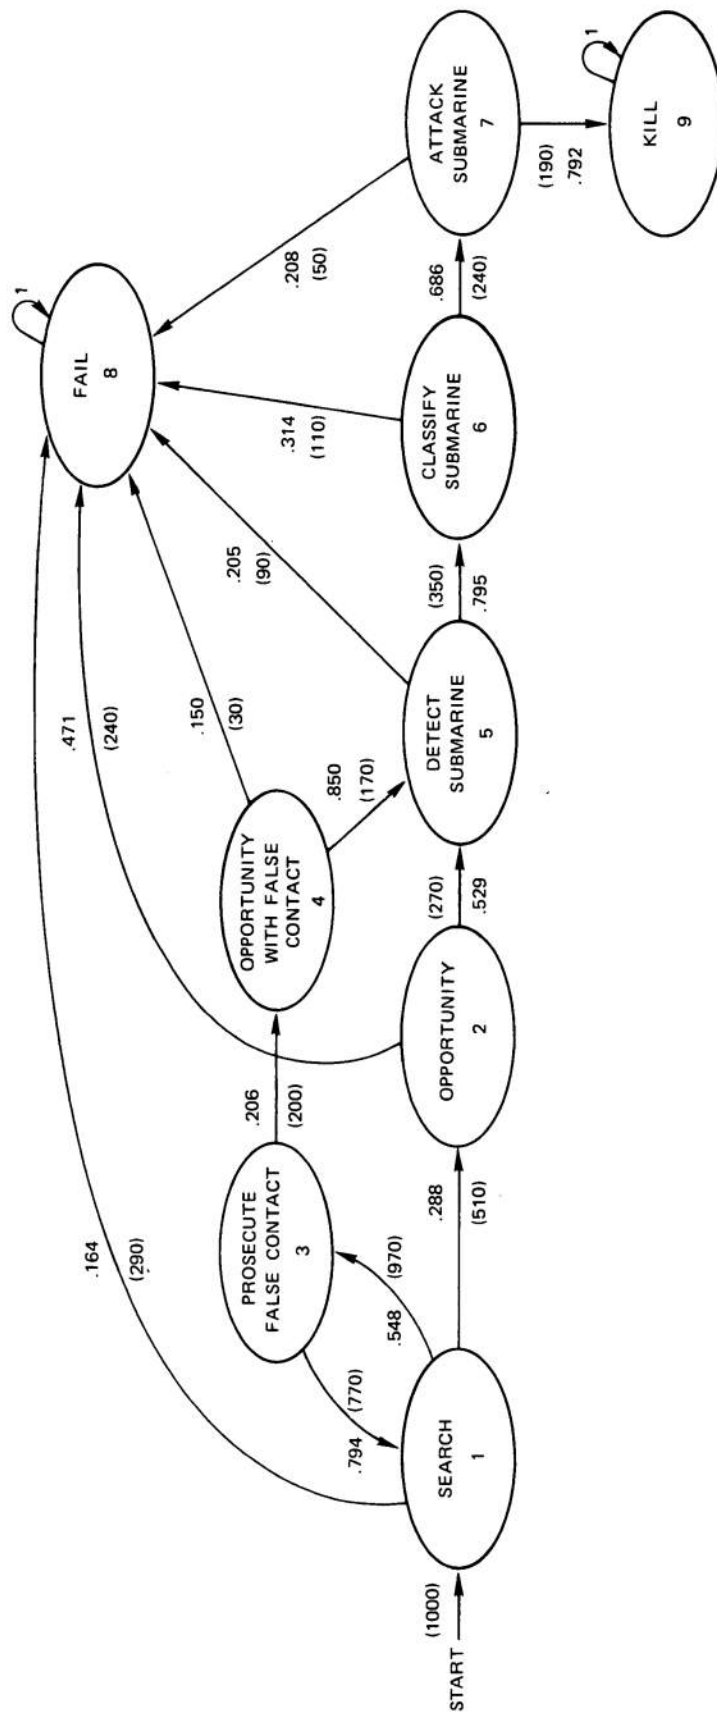 START
(1000)
SEARCH
1
.164
(290)
.794
(770)
.548
(970)
.288
(510)
PROSECUTE
FALSE CONTACT
3
.206
(200)
OPPORTUNITY
2
.471
(240)
(270)
.529
OPPORTUNITY
WITH FALSE
CONTACT
4
.150
(30)
.850
(170)
DETECT
SUBMARINE
5
.205
(90)
(350)
.795
CLASSIFY
SUBMARINE
6
.314
(110)
.686
(240)
FAIL
8
1
ATTACK
SUBMARINE
7
.208
(50)
(190)
.792
KILL
9
1